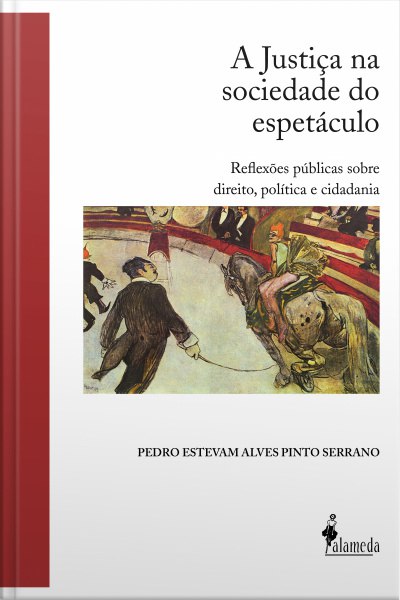 A Justiça na
sociedade do
espetáculo
Reflexões públicas sobre
direito, política e cidadania
PEDRO ESTEVAM ALVES PINTO SERRANO
alameda